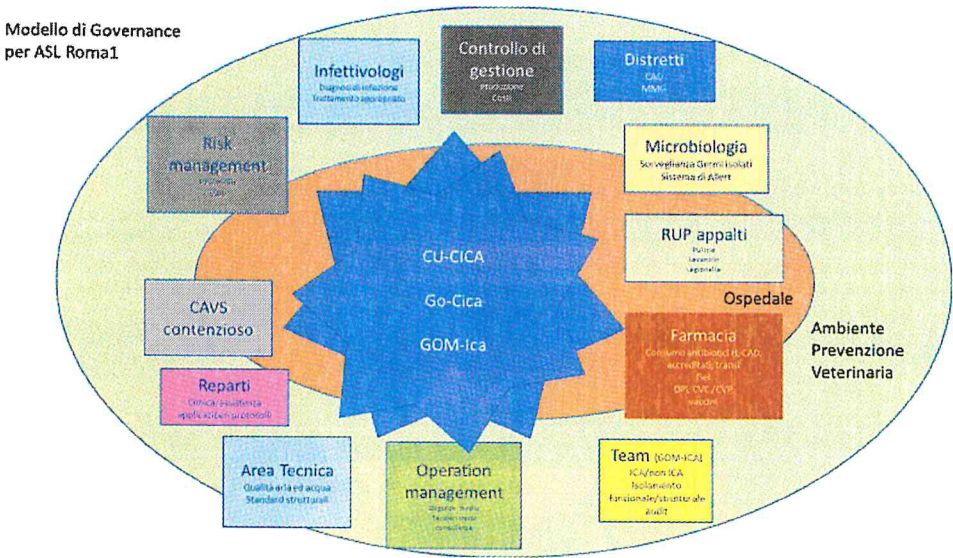 Modello di Governance
per ASL Roma1
Infettivologi
Diagnosi di infezione
Trattamento appropriato
Controllo di
gestione
Produzione
Costi
Distretti
CAD
MMG
Risk
management
Microbiologia
Sorveglianza Germi isolati
Sistema di Allert
RUP appalti
Pulizie
Lavanolo
Legionella
CU-CICA
Go-Cica
GOM-Ica
Ospedale
CAVS
contenzioso
Farmacia
Consumo antibiotici H, CAD,
accreditati, transf
DPI, CVC / CVP
vaccini
Ambiente
Prevenzione
Veterinaria
Reparti
Clinica, assistenza
applicazioni protocolli
Area Tecnica
Qualità aria ed acqua
Standard strutturali
Operation
management
consulenze
Team (GOM-ICA)
ICA/non ICA
Isolamento
funzionale/strutturale
audit